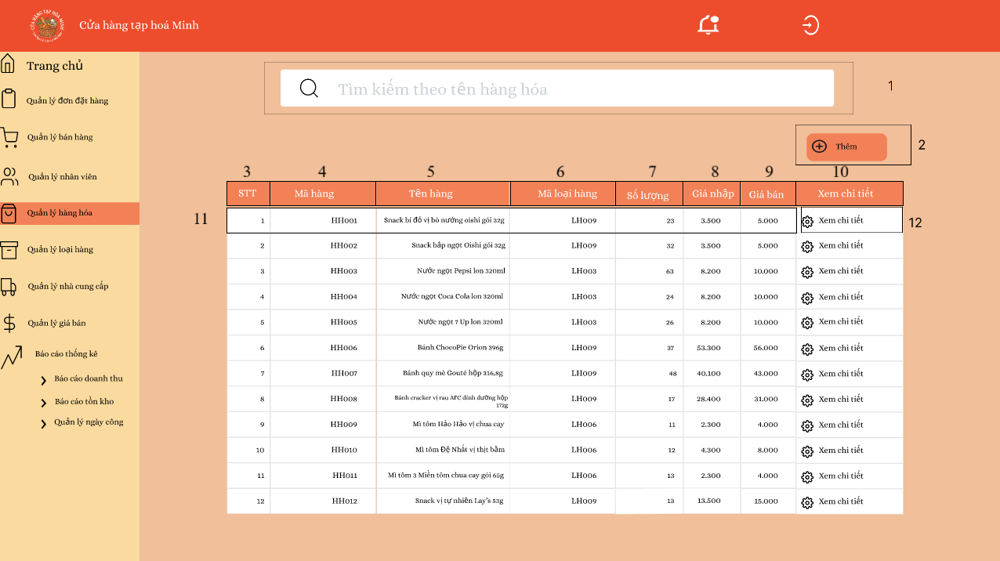 CỬA HÀNG TẠP HÓA MINH
Cửa hàng tạp hoá Minh
Trang chủ
Quản lý đơn đặt hàng
Quản lý bán hàng
Quản lý nhân viên
Quản lý hàng hóa
Quản lý loại hàng
Quản lý nhà cung cấp
Quản lý giá bán
Báo cáo thống kê
Báo cáo doanh thu
Báo cáo tồn kho
Quản lý ngày công
Tìm kiếm theo tên hàng hóa
1
Thêm
2
3 4 5 6 7 8 9 10
STT Mã hàng Tên hàng Mã loại hàng Số lượng Giá nhập Giá bán Xem chi tiết
11 1 HH001 Snack bí đỏ vị bò nướng oishi gói 32g LH009 23 3.500 5.000 Xem chi tiết 12
2 HH002 Snack bắp ngọt Oishi gói 32g LH009 32 3.500 5.000 Xem chi tiết
3 HH003 Nước ngọt Pepsi lon 320ml LH003 63 8.200 10.000 Xem chi tiết
4 HH004 Nước ngọt Coca Cola lon 320ml LH003 24 8.200 10.000 Xem chi tiết
5 HH005 Nước ngọt 7 Up lon 320ml LH003 26 8.200 10.000 Xem chi tiết
6 HH006 Bánh ChocoPie Orion 396g LH009 37 53.300 56.000 Xem chi tiết
7 HH007 Bánh quy mè Gouté hộp 316,8g LH009 48 40.100 43.000 Xem chi tiết
8 HH008 Bánh cracker vị rau AFC dinh dưỡng hộp 172g LH009 17 28.400 31.000 Xem chi tiết
9 HH009 Mì tôm Hảo Hảo vị chua cay LH006 11 2.300 4.000 Xem chi tiết
10 HH010 Mì tôm Đệ Nhất vị thịt bằm LH006 12 4.300 8.000 Xem chi tiết
11 HH011 Mì tôm 3 Miền tôm chua cay gói 65g LH006 13 2.300 4.000 Xem chi tiết
12 HH012 Snack vị tự nhiên Lay's 53g LH009 13 13.500 15.000 Xem chi tiết